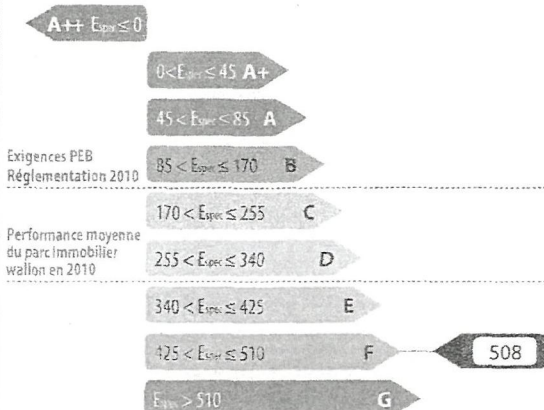 A++ Espec ≤ 0
0 < Espec ≤ 45 A+
45 < Espec ≤ 85 A
Exigences PEB
Réglementation 2010
85 < Espec ≤ 170 B
170 < Espec ≤ 255 C
Performance moyenne
du parc immobilier
wallon en 2010
255 < Espec ≤ 340 D
340 < Espec ≤ 425 E
425 < Espec ≤ 510 F
508
Espec > 510 G